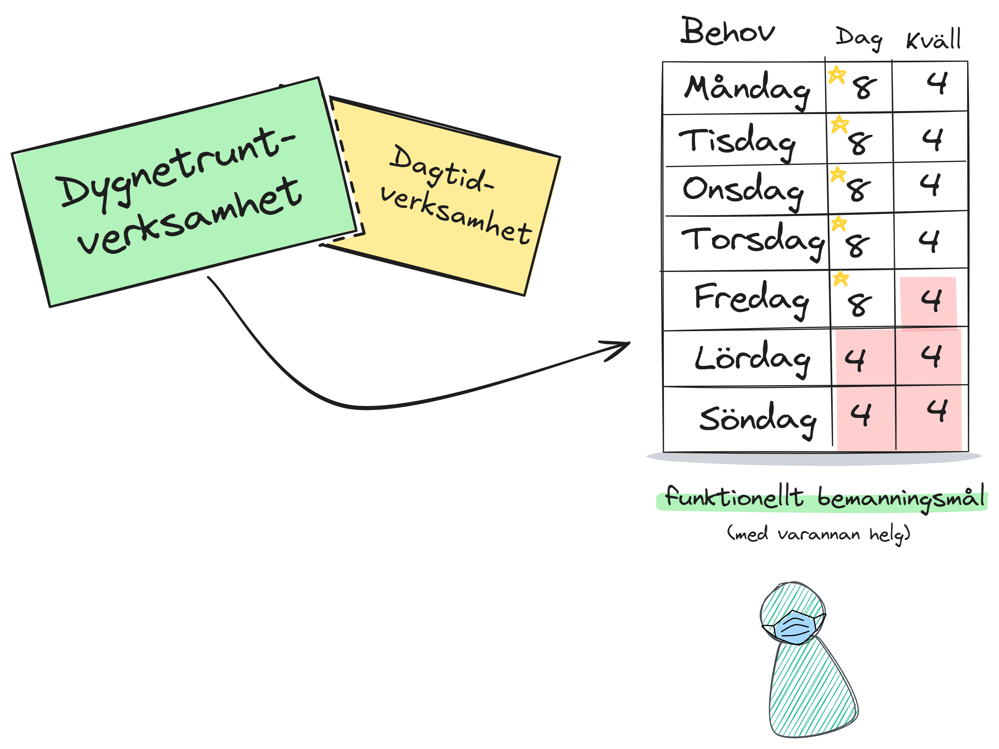 Dygnetrunt-
verksamhet
Dagtid-
verksamhet
Behov Dag Kväll
Måndag 8 4
Tisdag 8 4
Onsdag 8 4
Torsdag 8 4
Fredag 8 4
Lördag 4 4
Söndag 4 4
funktionellt bemanningsmål
(med varannan helg)